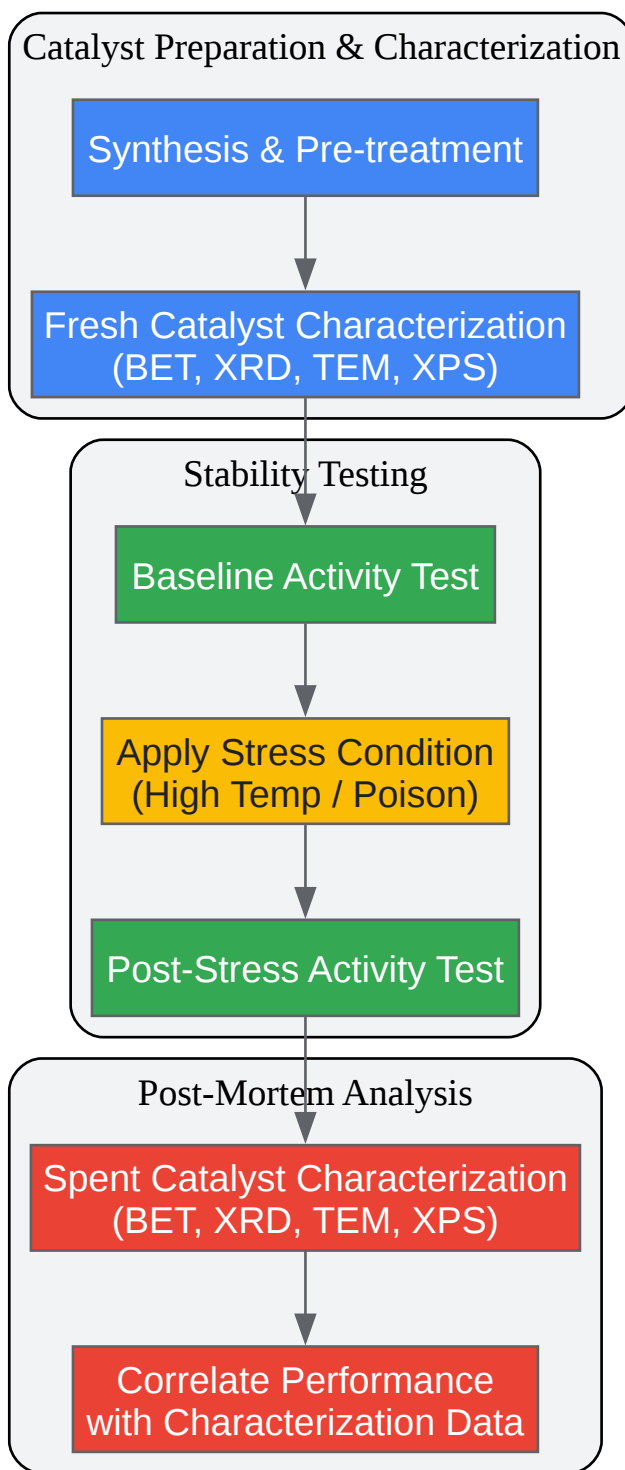 Catalyst Preparation & Characterization
Synthesis & Pre-treatment
Fresh Catalyst Characterization
(BET, XRD, TEM, XPS)
Stability Testing
Baseline Activity Test
Apply Stress Condition
(High Temp / Poison)
Post-Stress Activity Test
Post-Mortem Analysis
Spent Catalyst Characterization
(BET, XRD, TEM, XPS)
Correlate Performance
with Characterization Data